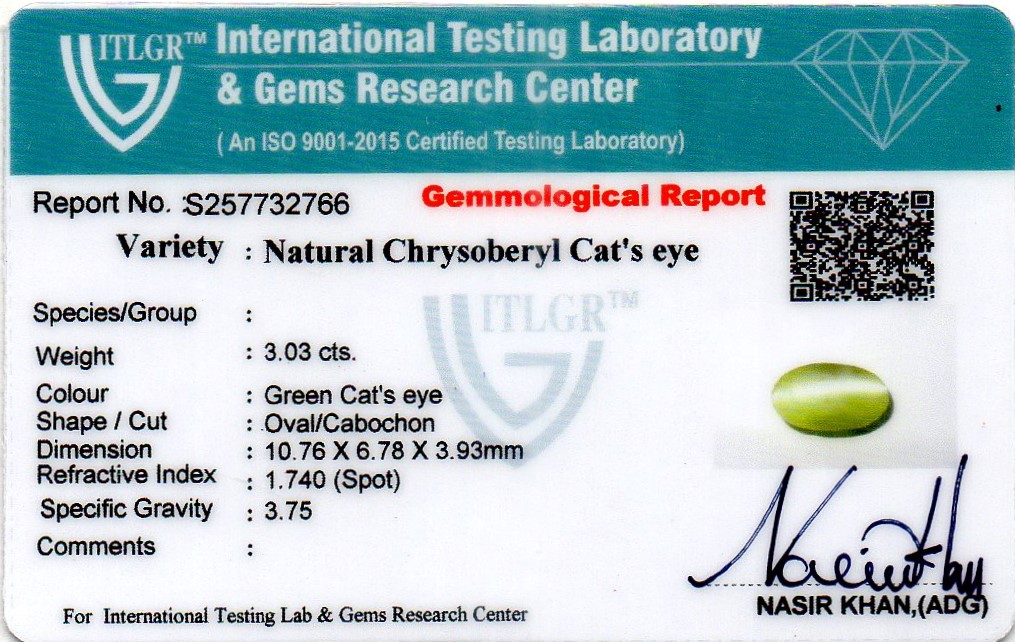 ITLGR™ International Testing Laboratory
& Gems Research Center
( An ISO 9001-2015 Certified Testing Laboratory)
Report No. :S257732766
Gemmological Report
Variety : Natural Chrysoberyl Cat's eye
ITLGR™
Species/Group :
Weight : 3.03 cts.
Colour : Green Cat's eye
Shape / Cut : Oval/Cabochon
Dimension : 10.76 X 6.78 X 3.93mm
Refractive Index : 1.740 (Spot)
Specific Gravity : 3.75
Comments :
NASIR KHAN,(ADG)
For International Testing Lab & Gems Research Center